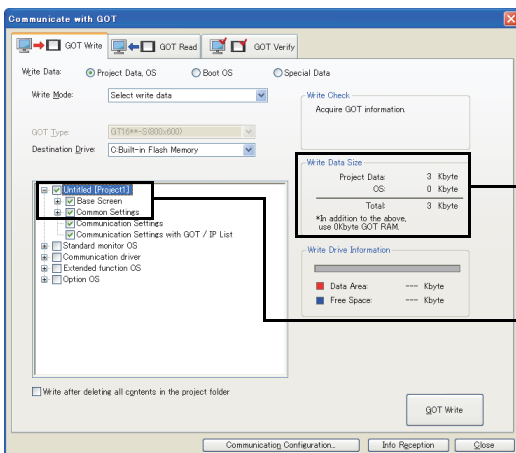 Communicate with GOT
GOT Write
GOT Read
GOT Verify
Write Data:
Project Data, OS
Boot OS
Special Data
Write Mode:
Select write data
GOT Type:
GT16**-S(800x600)
Destination Drive:
C:Built-in Flash Memory
Untitled [Project1]
Base Screen
Common Settings
Communication Settings
Communication Settings with GOT / IP List
Standard monitor OS
Communication driver
Extended function OS
Option OS
Write after deleting all contents in the project folder
Write Check
Acquire GOT information.
Write Data Size
Project Data: 3 Kbyte
OS: 0 Kbyte
Total: 3 Kbyte
*In addition to the above,
use 0Kbyte GOT RAM.
Write Drive Information
Data Area: --- Kbyte
Free Space: --- Kbyte
GOT Write
Communication Configuration...
Info Reception
Close